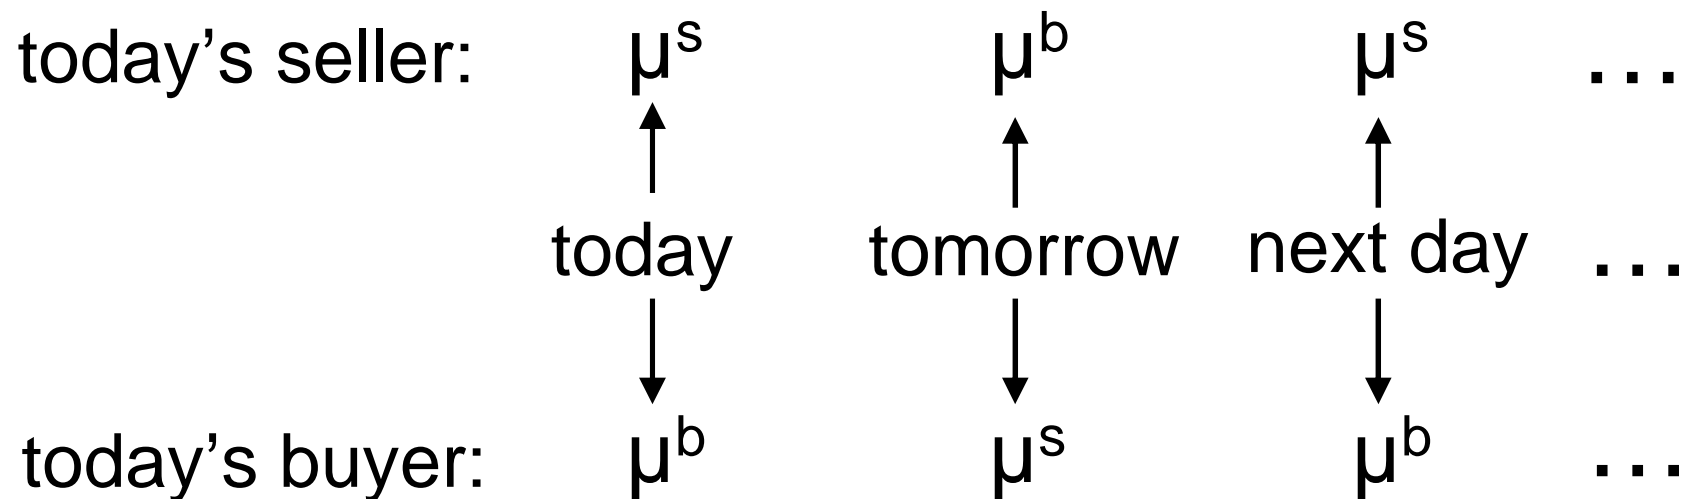 today’s seller: µˢ µᵇ µˢ …
today tomorrow next day …
today’s buyer: µᵇ µˢ µᵇ …